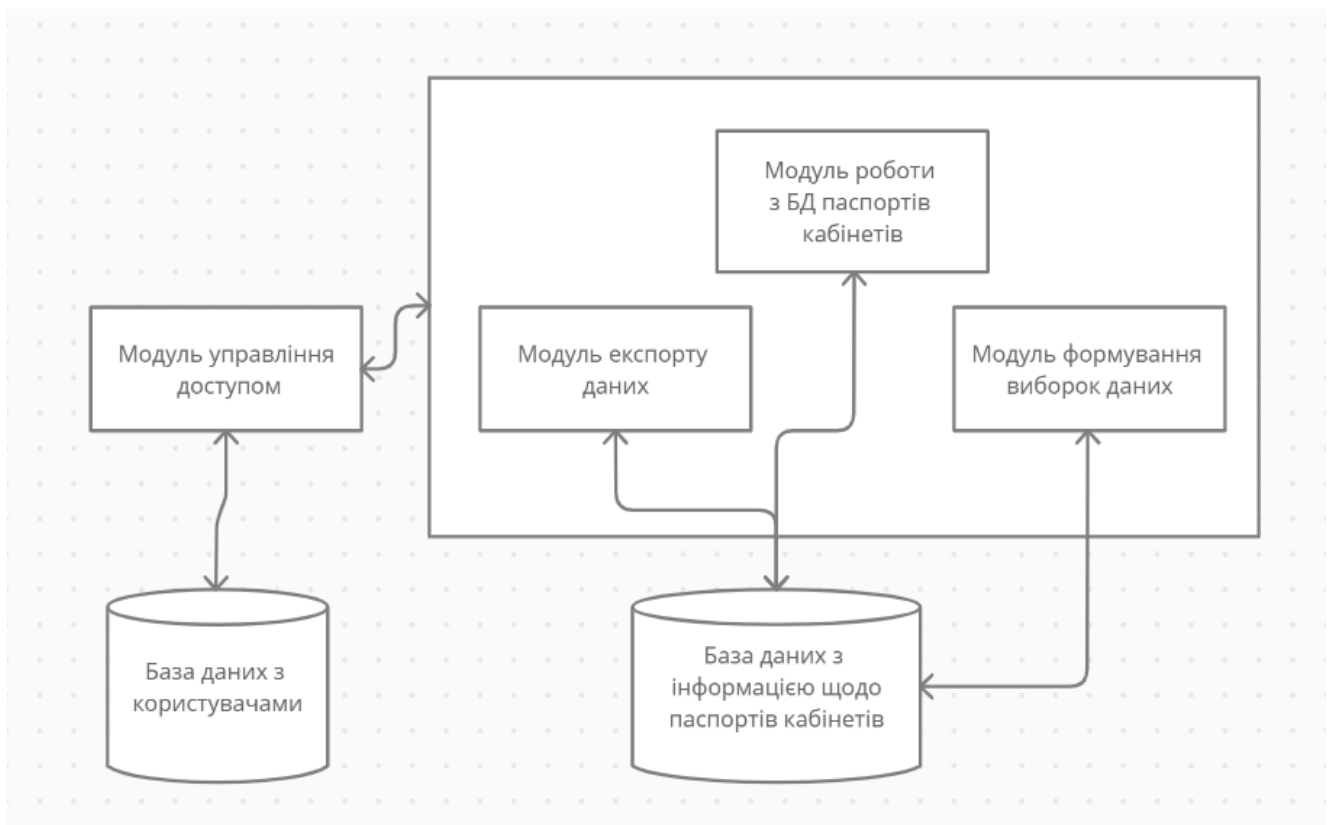 Модуль роботи
з БД паспортів
кабінетів
Модуль управління
доступом
Модуль експорту
даних
Модуль формування
виборок даних
База даних з
користувачами
База даних з
інформацією щодо
паспортів кабінетів